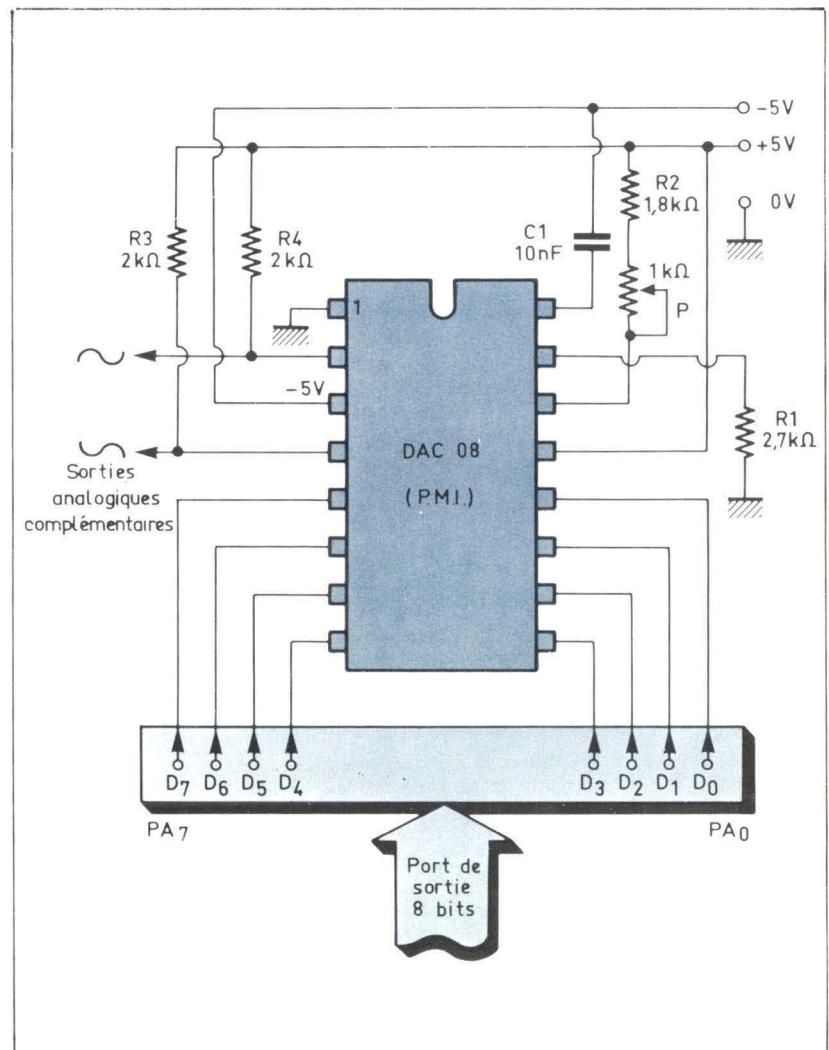 -5V
+5V
0V
R2
1,8kΩ
R3
2kΩ
R4
2kΩ
C1
10nF
1kΩ
P
1
-5V
R1
2,7kΩ
DAC 08
(P.M.I.)
Sorties
analogiques
complémentaires
D7 D6 D5 D4 D3 D2 D1 D0
PA7 PA0
Port de
sortie
8 bits